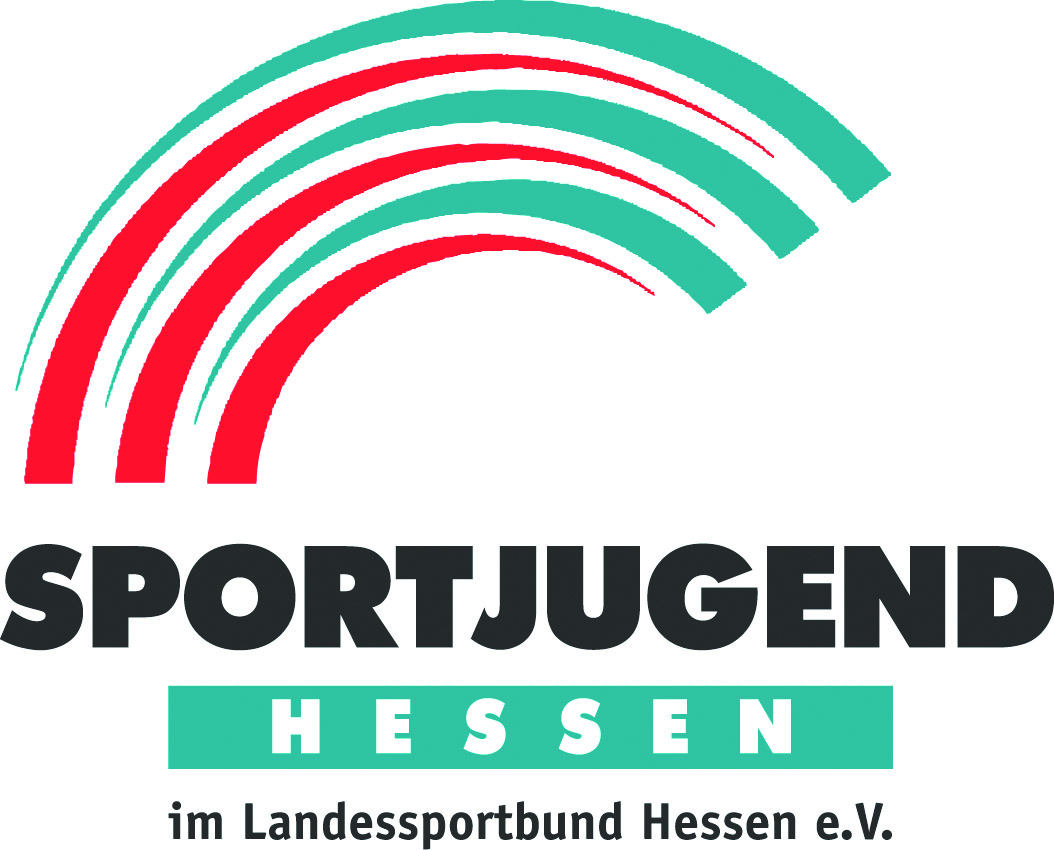 SPORTJUGEND
HESSEN
im Landessportbund Hessen e.V.